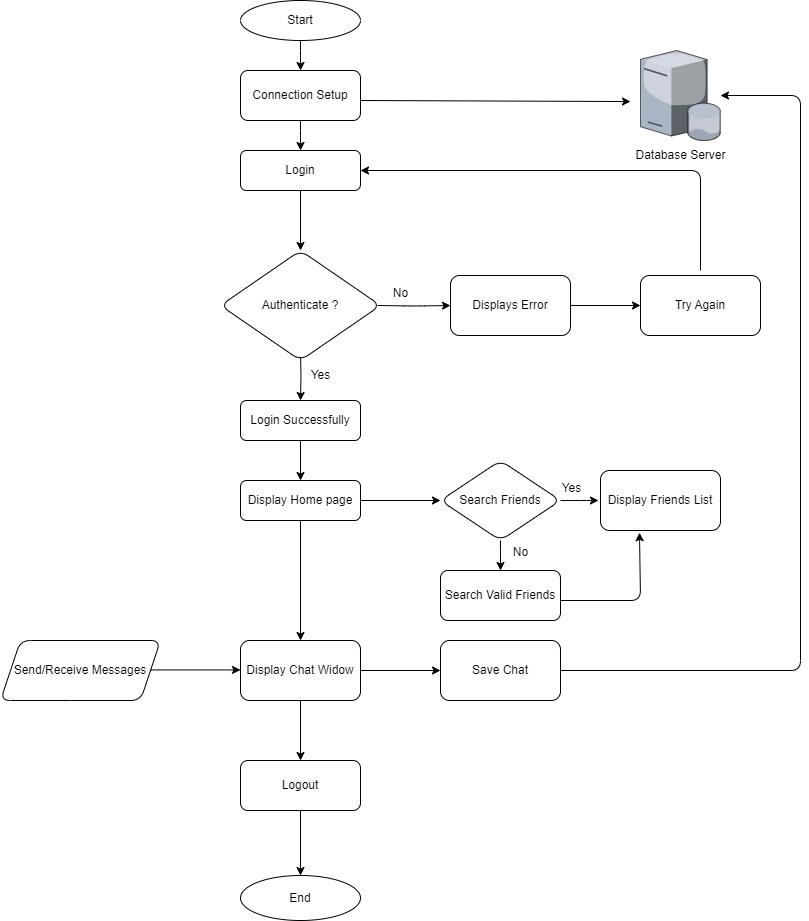 Start
Connection Setup
Database Server
Login
Authenticate ?
No
Displays Error
Try Again
Yes
Login Successfully
Display Home page
Search Friends
Yes
Display Friends List
No
Search Valid Friends
Send/Receive Messages
Display Chat Widow
Save Chat
Logout
End